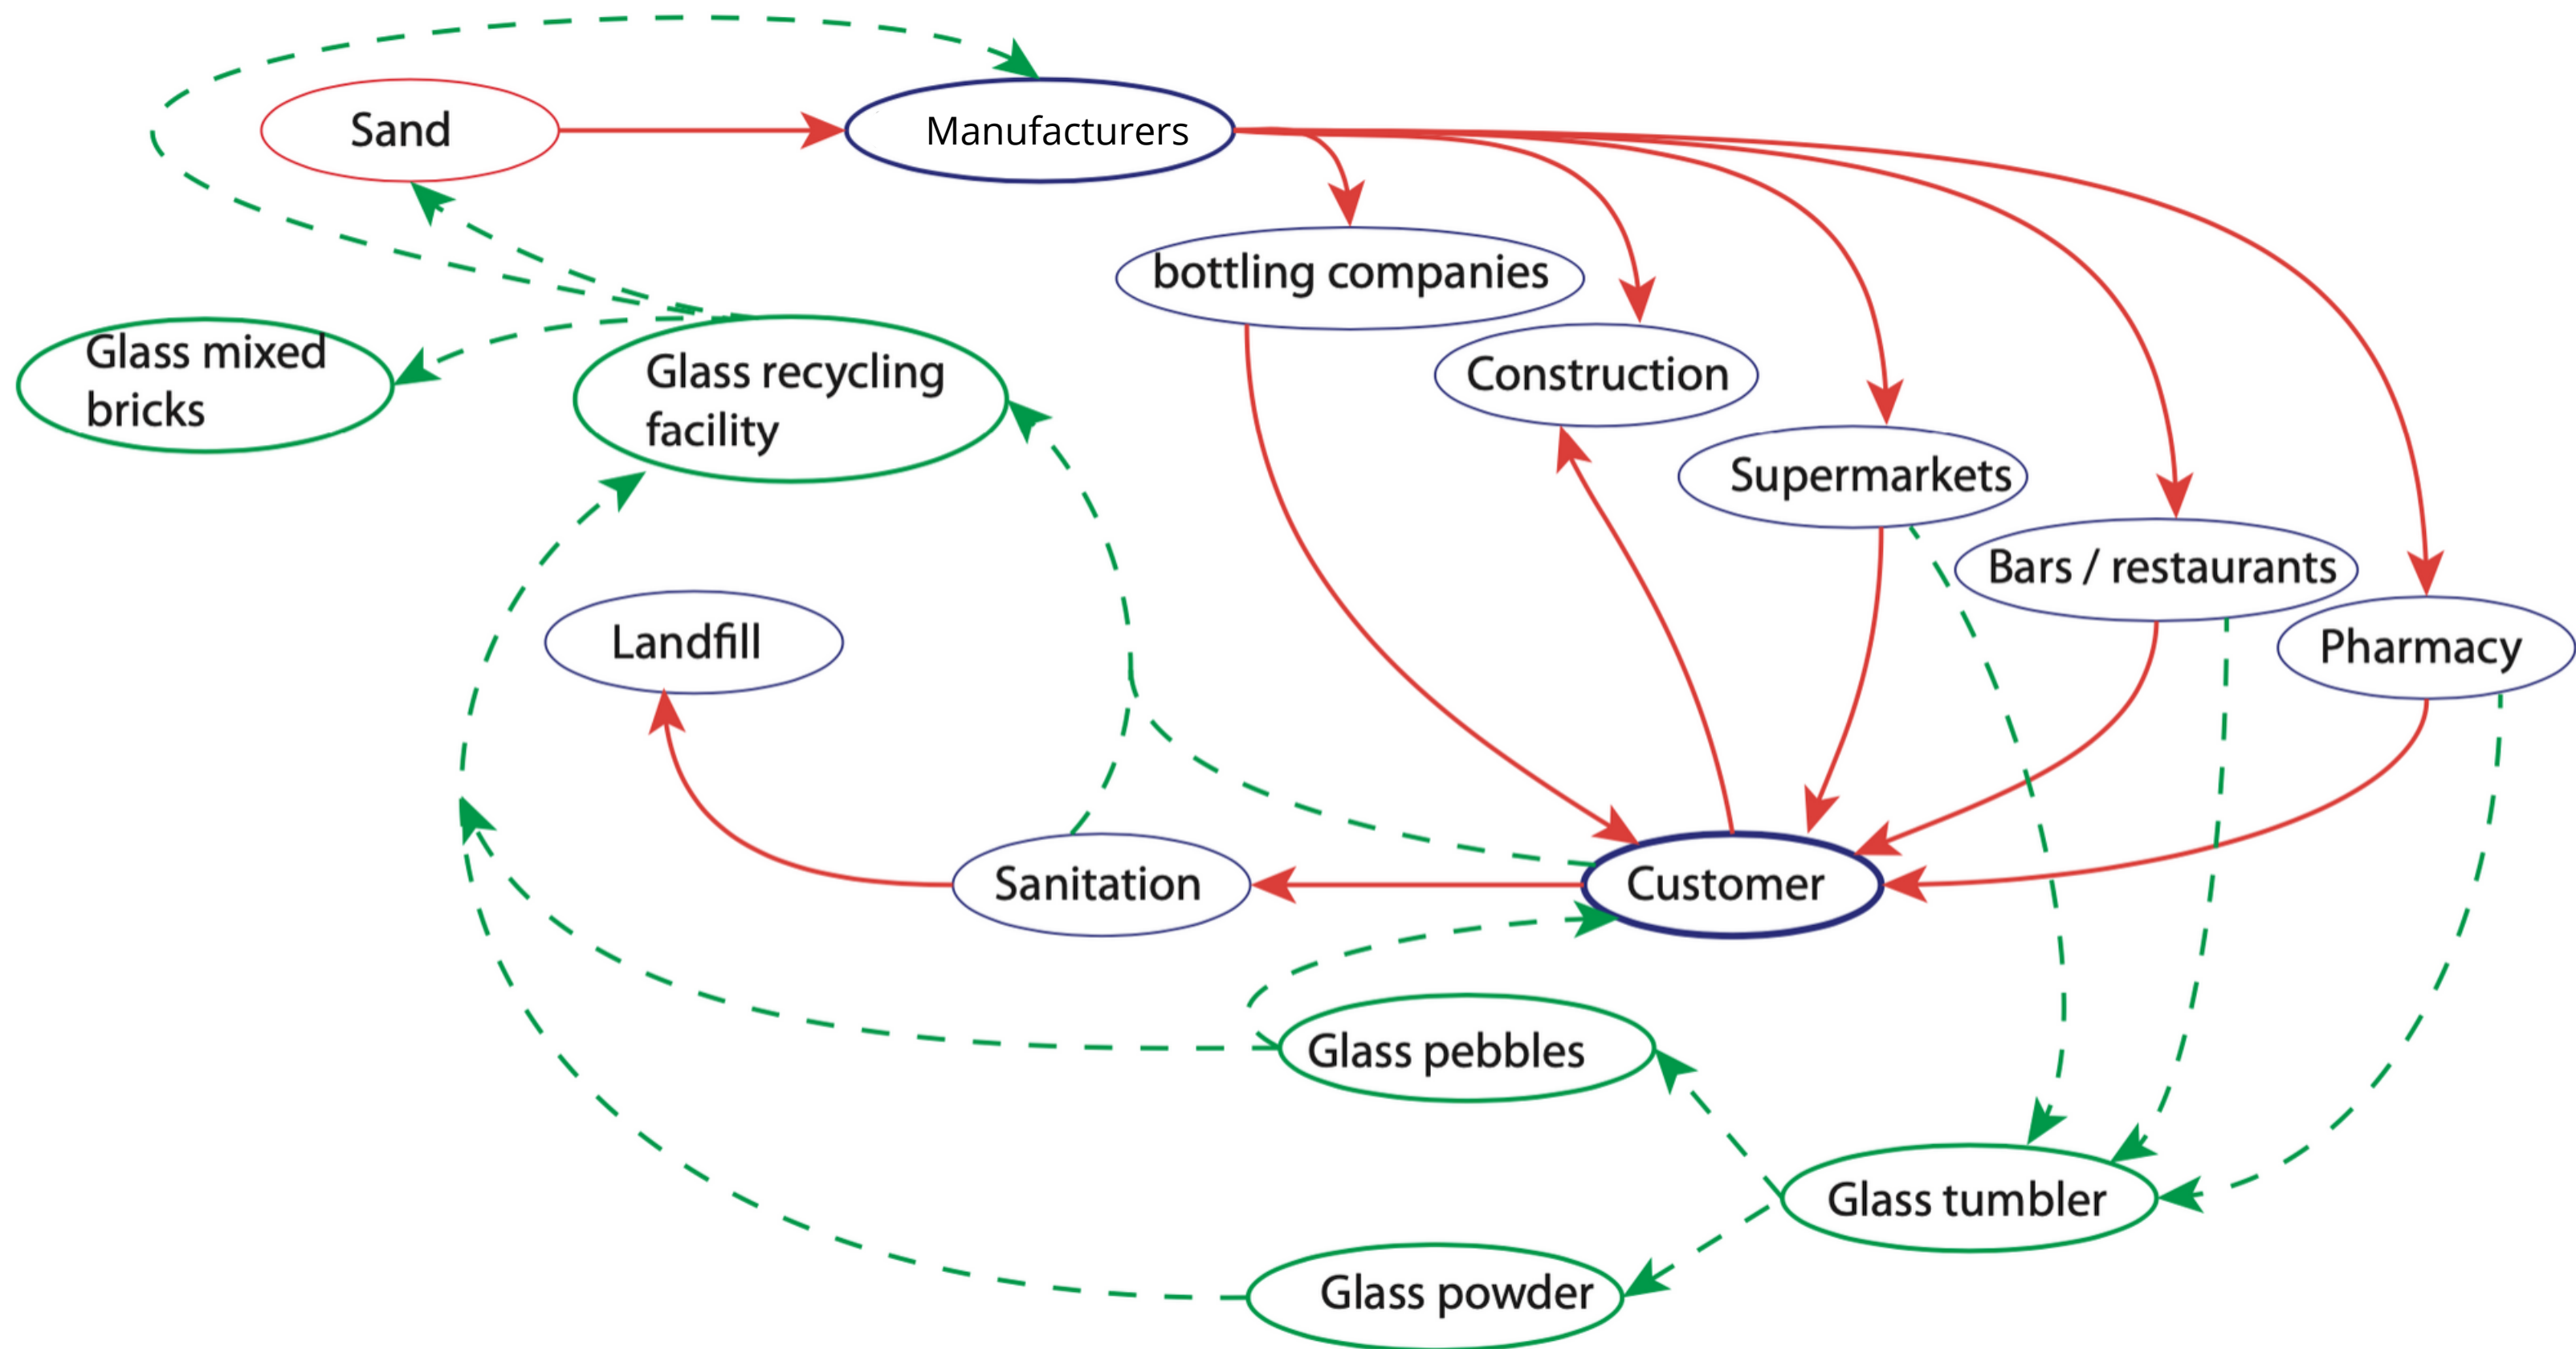 Sand
Manufacturers
bottling companies
Glass mixed
bricks
Glass recycling
facility
Construction
Supermarkets
Bars / restaurants
Landfill
Pharmacy
Sanitation
Customer
Glass pebbles
Glass tumbler
Glass powder